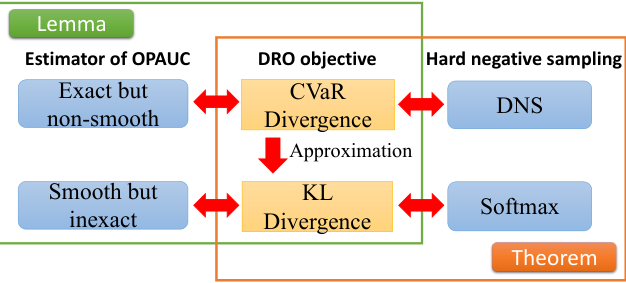 Lemma
Estimator of OPAUC
DRO objective
Hard negative sampling
Exact but
non-smooth
CVaR
Divergence
DNS
Approximation
Smooth but
inexact
KL
Divergence
Softmax
Theorem